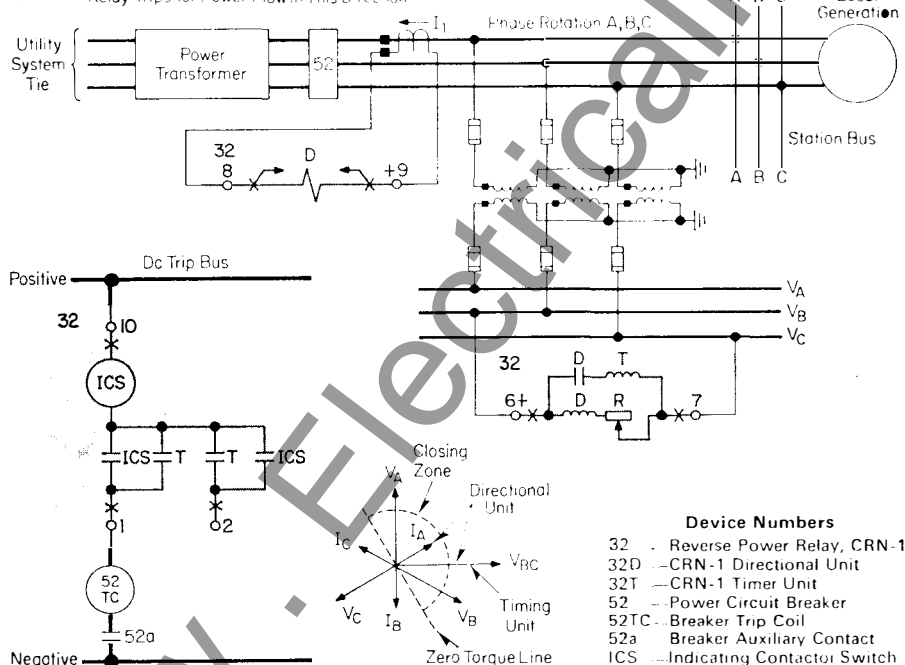 Relay Trips for Power Flow in This Direction
Utility
System
Tie
Power
Transformer
52
I1
Phase Rotation A,B,C
Local
Generation
Station Bus
A B C
32
8
D
+9
Positive
Dc Trip Bus
32
10
ICS
ICS
T
T
ICS
1
2
52
TC
52a
Negative
VA
VB
VC
32
D
T
6+
D
R
7
Closing
Zone
VA
Directional
Unit
IA
IC
VBC
VC
IB
VB
Timing
Unit
Zero Torque Line
Device Numbers
32 - Reverse Power Relay, CRN-1
32D - CRN-1 Directional Unit
32T - CRN-1 Timer Unit
52 - Power Circuit Breaker
52TC - Breaker Trip Coil
52a Breaker Auxiliary Contact
ICS - Indicating Contactor Switch
. Electrical